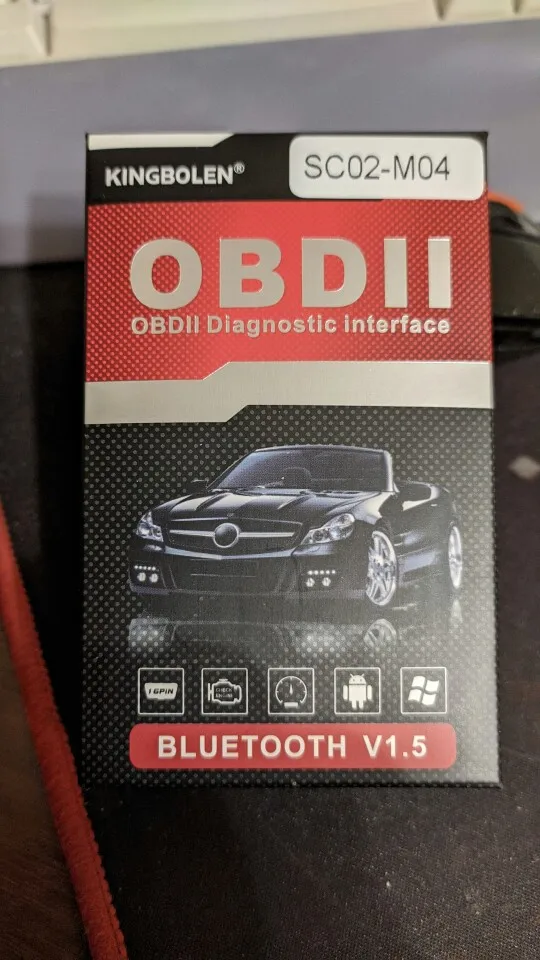 KINGBOLEN®
SC02-M04
OBDII
OBDII Diagnostic interface
16PIN
CHECK
ENGINE
BLUETOOTH V1.5